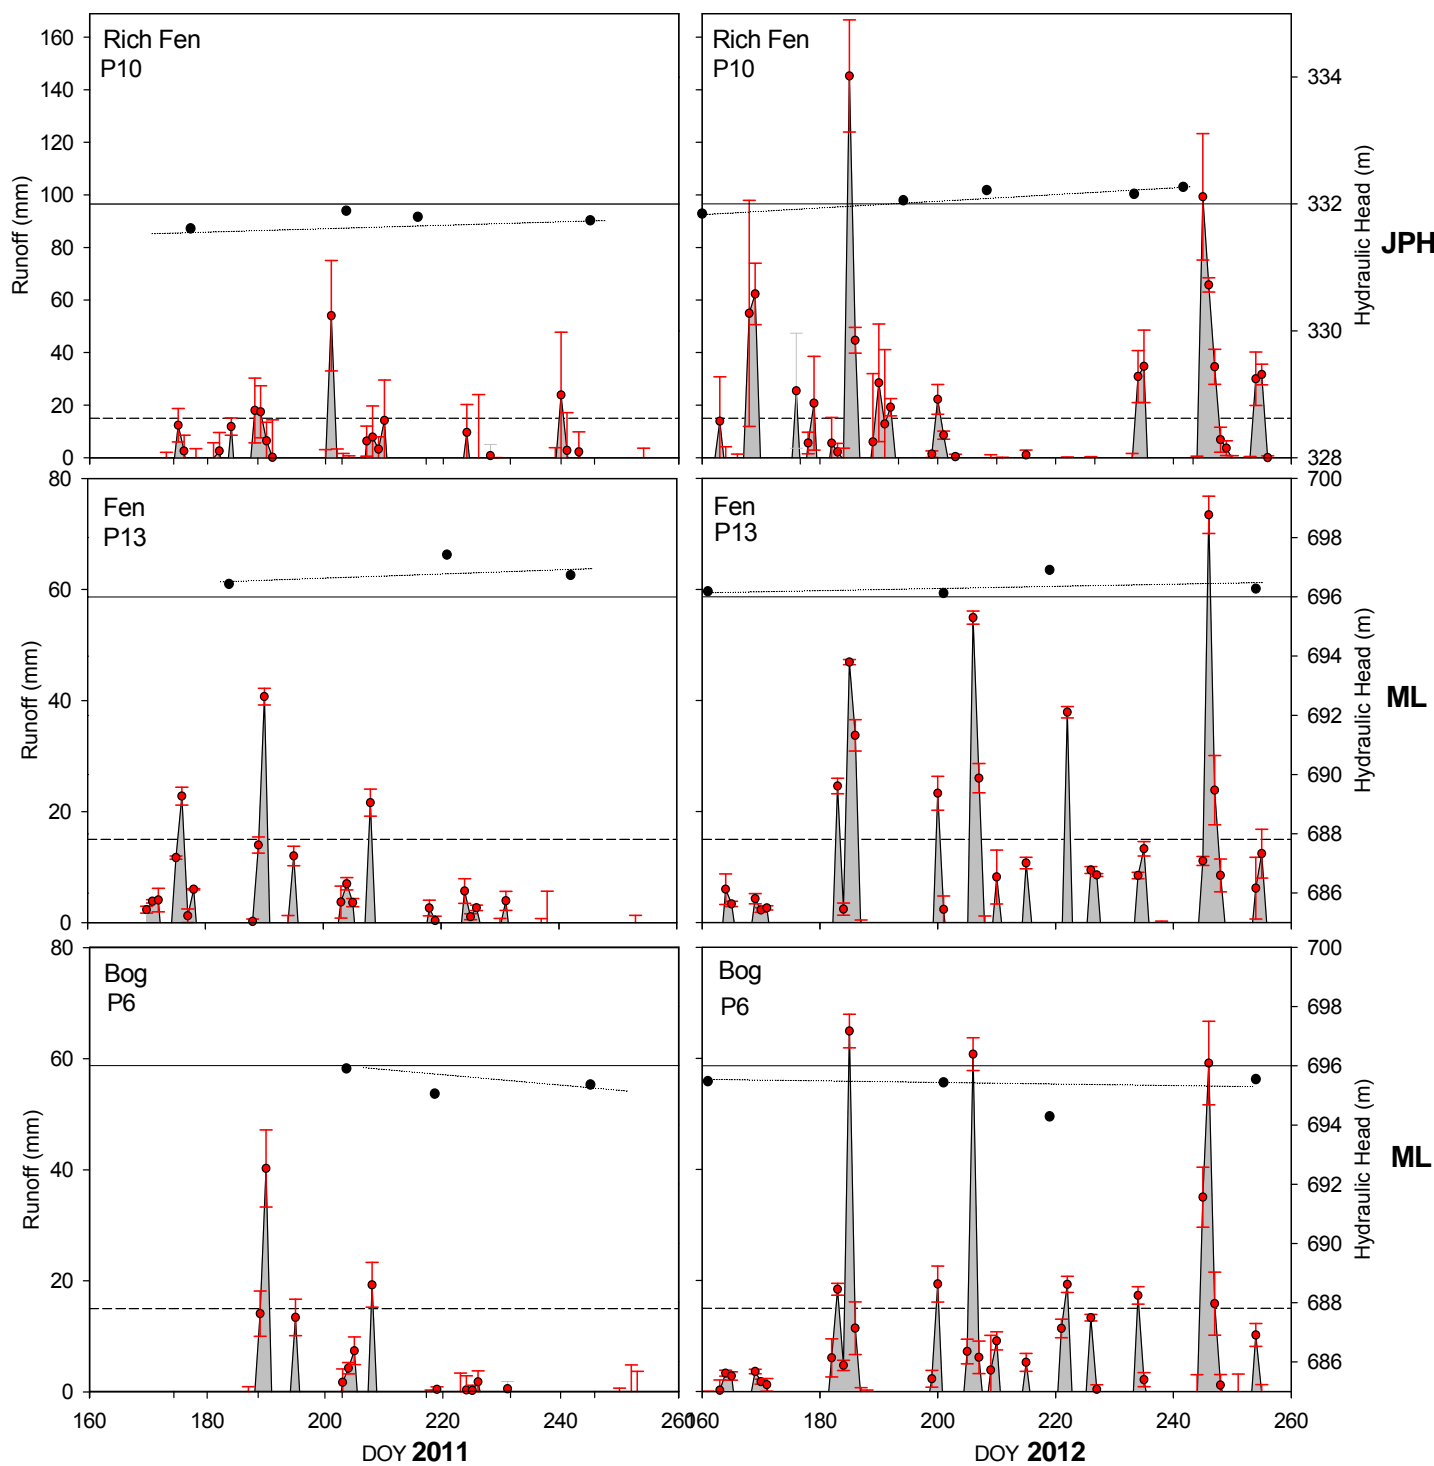 Rich Fen
P10
Rich Fen
P10
160
140
120
100
80
60
40
20
0
Runoff (mm)
334
332
330
328
Hydraulic Head (m)
JPH
Fen
P13
Fen
P13
80
60
40
20
0
Runoff (mm)
700
698
696
694
692
690
688
686
Hydraulic Head (m)
ML
Bog
P6
Bog
P6
80
60
40
20
0
Runoff (mm)
700
698
696
694
692
690
688
686
Hydraulic Head (m)
ML
160 180 200 220 240 260
160 180 200 220 240 260
DOY 2011
DOY 2012